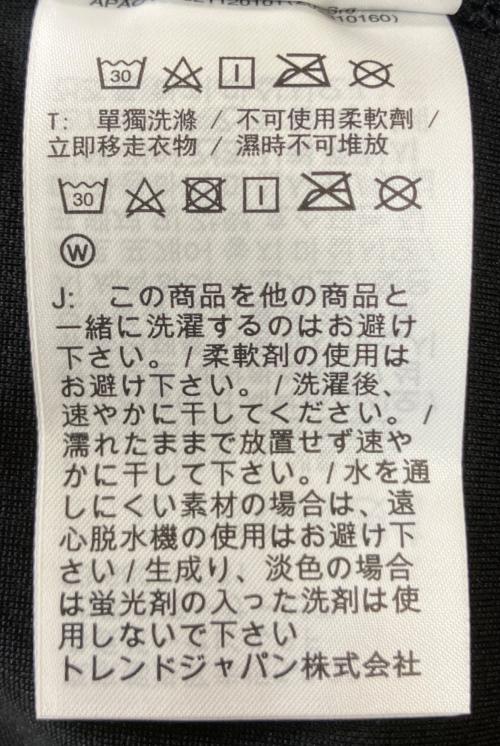 10160)
30
T: 單獨洗滌 / 不可使用柔軟劑 /
立即移走衣物 / 濕時不可堆放
30
W
J: この商品を他の商品と
一緒に洗濯するのはお避け
下さい。 / 柔軟剤の使用は
お避け下さい。 / 洗濯後、
速やかに干してください。 /
濡れたままで放置せず速や
かに干して下さい。 / 水を通
しにくい素材の場合は、遠
心脱水機の使用はお避け下
さい / 生成り、淡色の場合
は蛍光剤の入った洗剤は使
用しないで下さい
トレンドジャパン株式会社